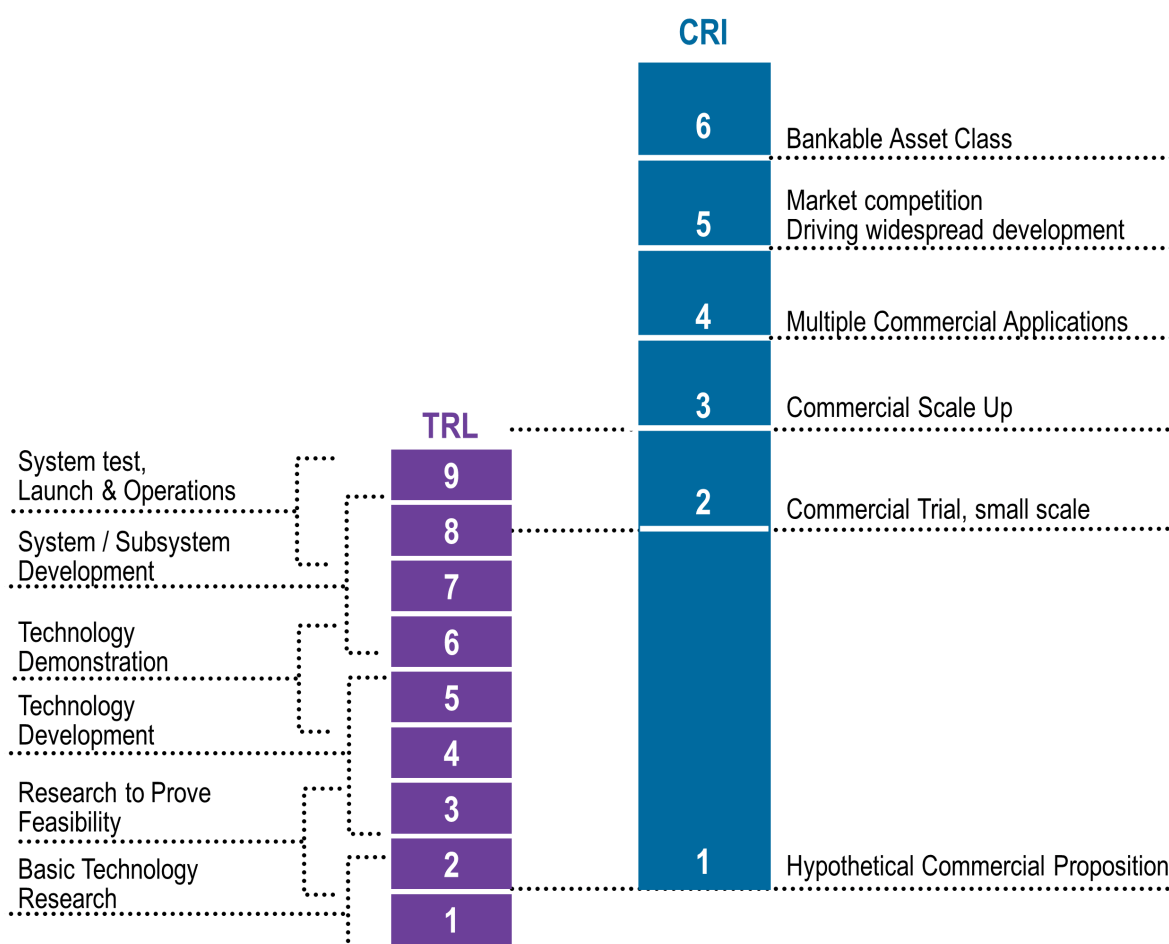 CRI
6
Bankable Asset Class
5
Market competition
Driving widespread development
4
Multiple Commercial Applications
3
Commercial Scale Up
2
Commercial Trial, small scale
1
Hypothetical Commercial Proposition
TRL
9
8
7
6
5
4
3
2
1
System test,
Launch & Operations
System / Subsystem
Development
Technology
Demonstration
Technology
Development
Research to Prove
Feasibility
Basic Technology
Research